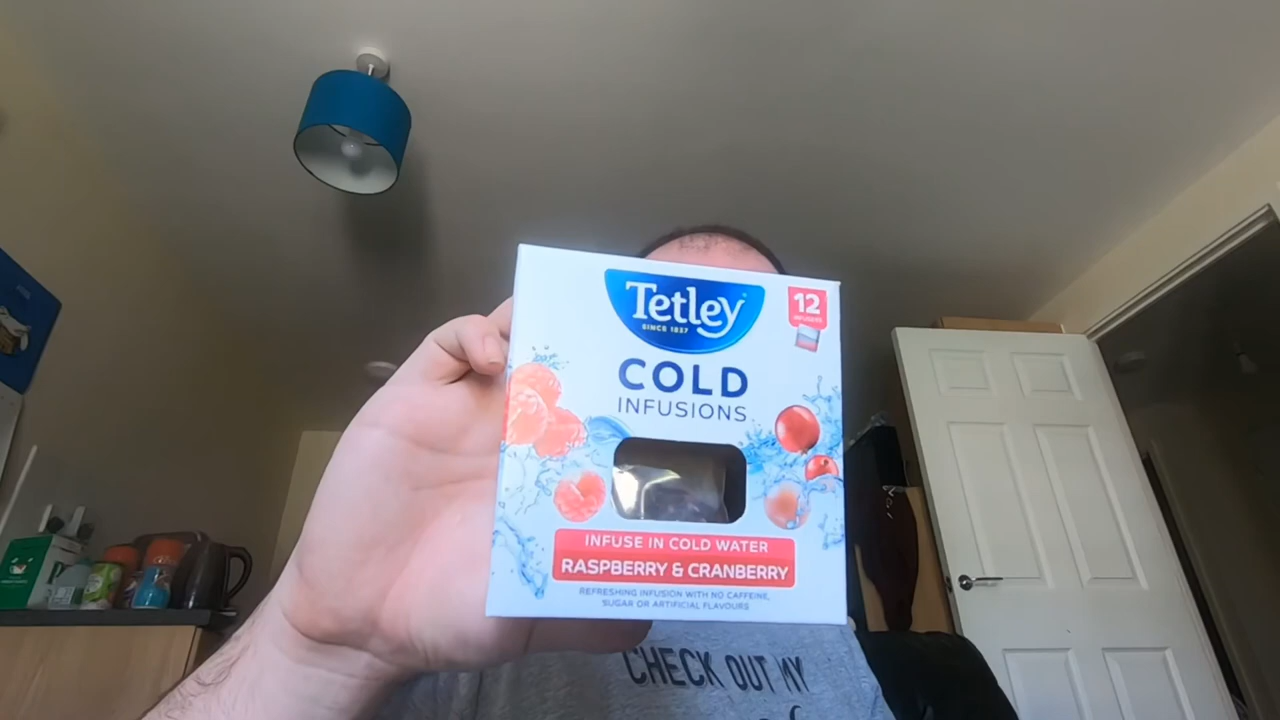 Tetley
SINCE 1837
12
INFUSERS
COLD
INFUSIONS
INFUSE IN COLD WATER
RASPBERRY & CRANBERRY
REFRESHING INFUSION WITH NO CAFFEINE,
SUGAR OR ARTIFICIAL FLAVOURS
CHECK OUT MY